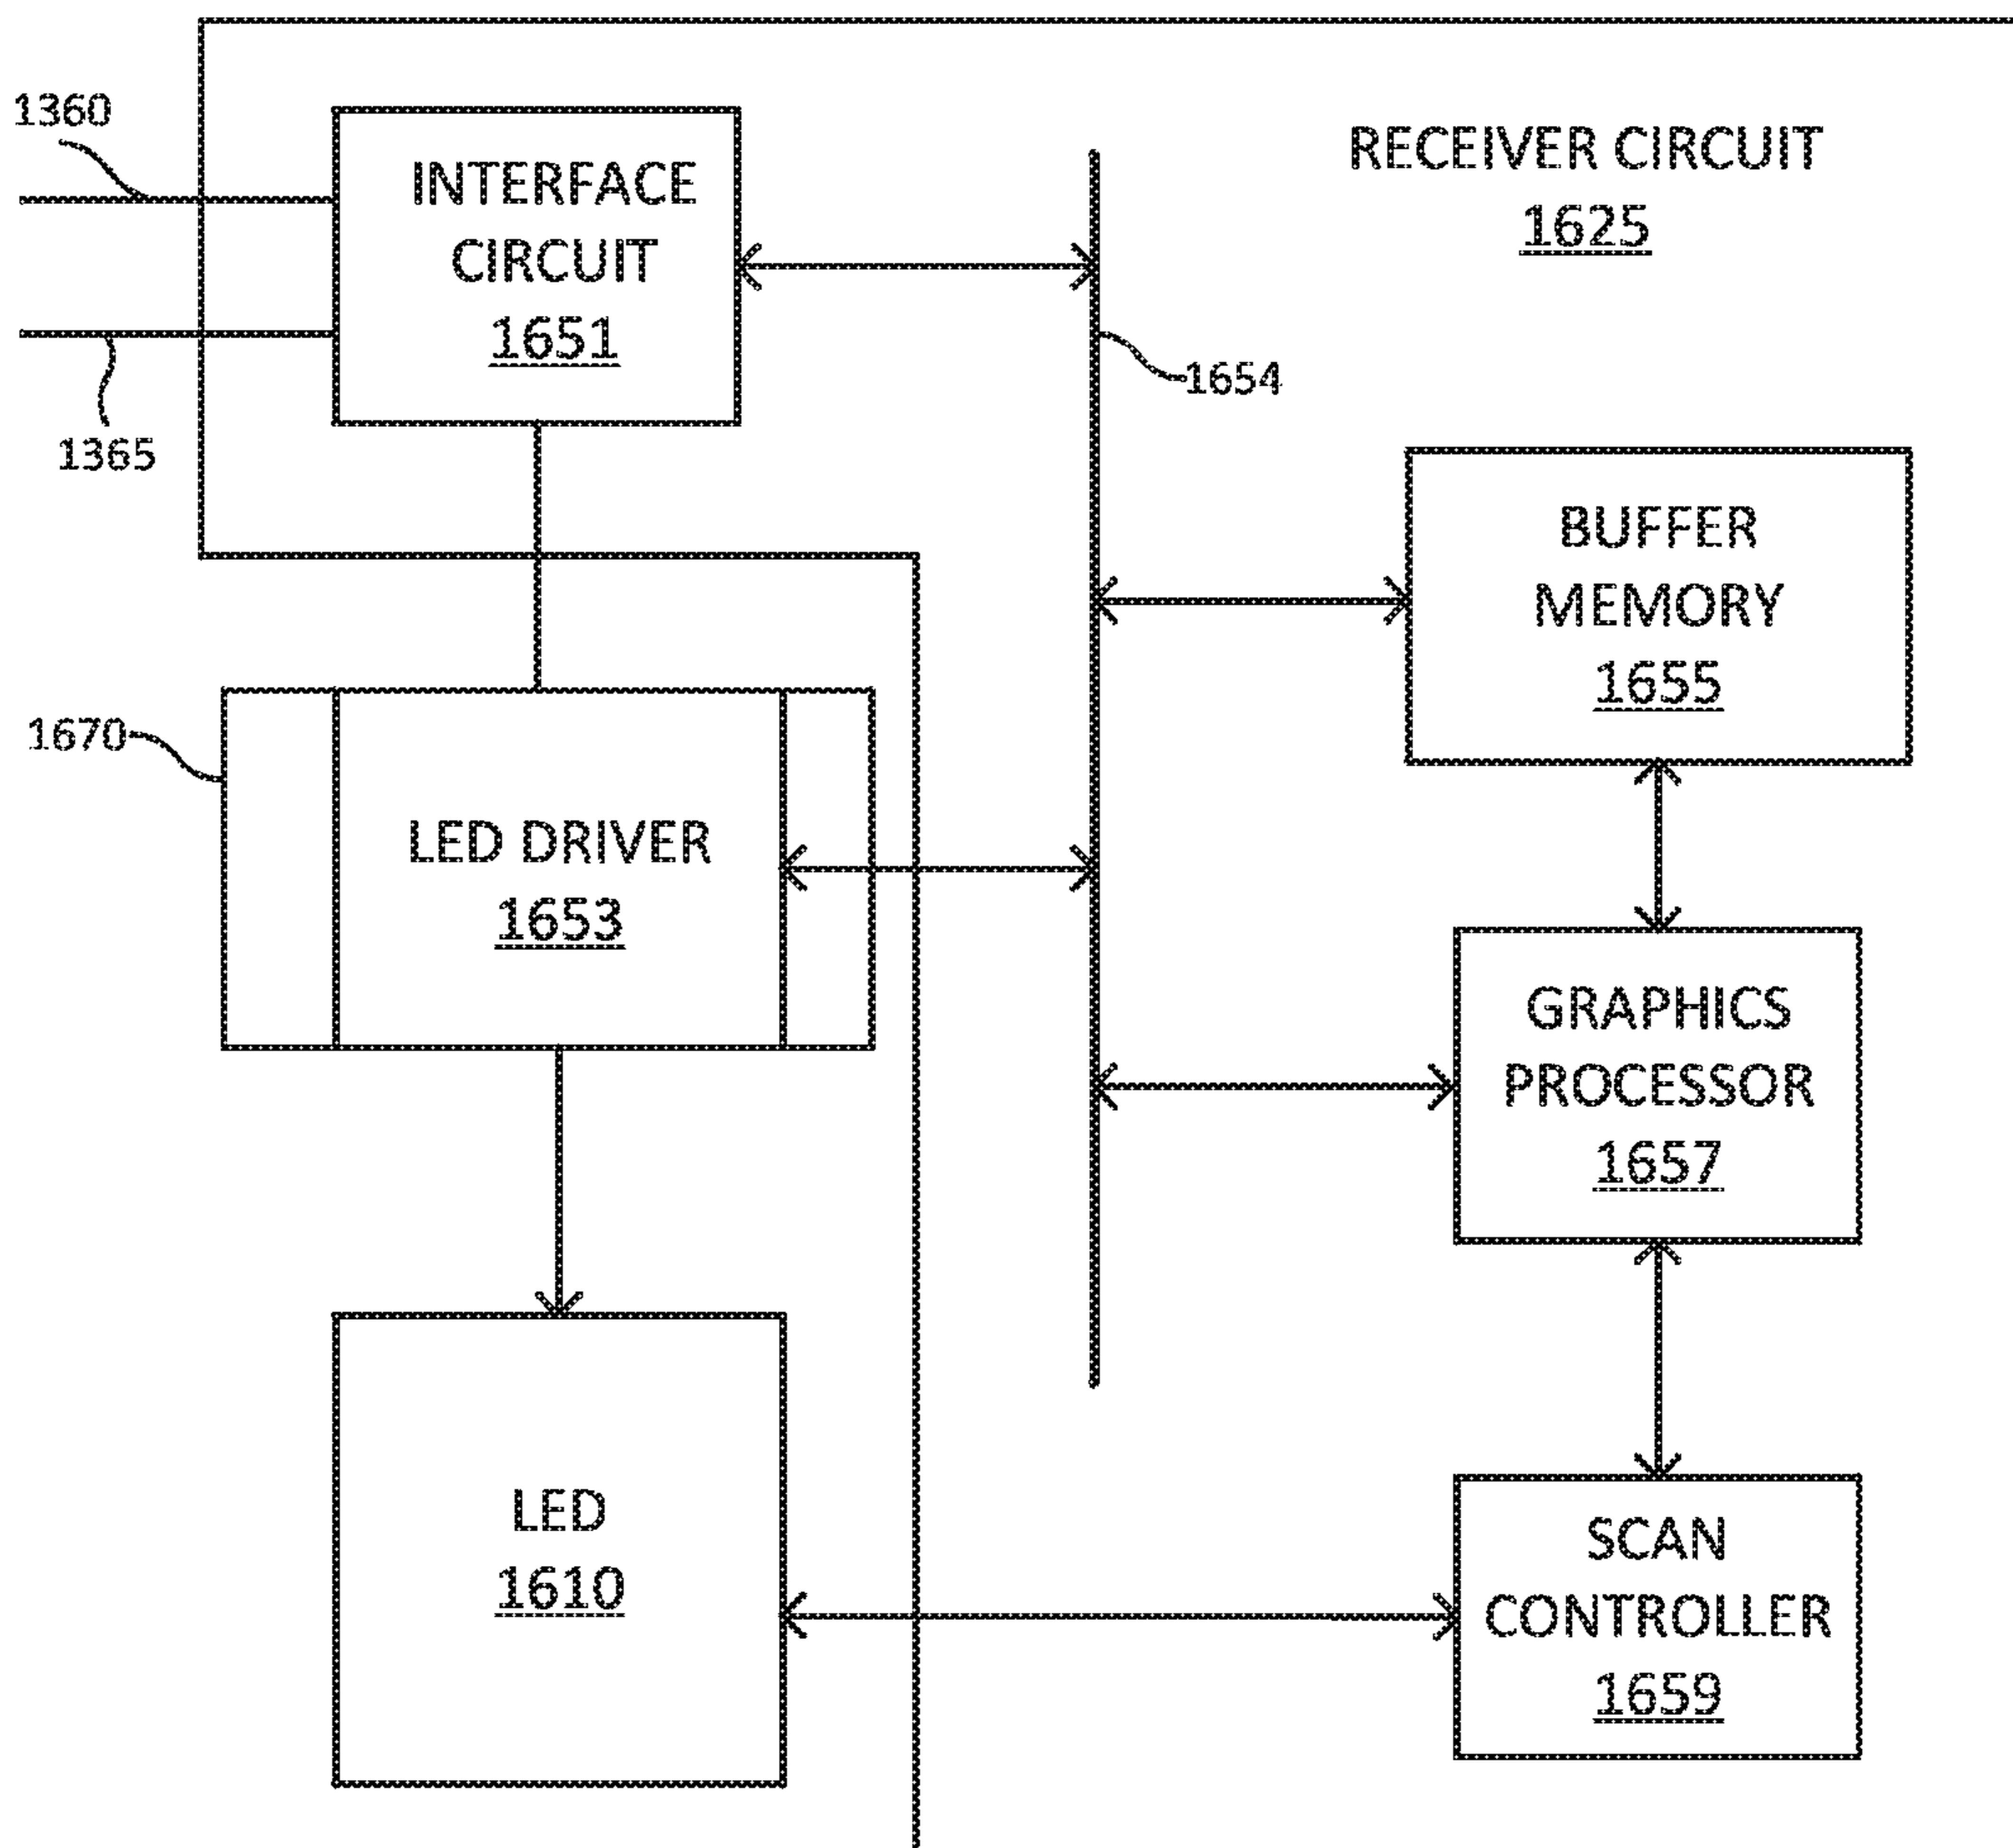 1360
INTERFACE
CIRCUIT
1651
RECEIVER CIRCUIT
1625
1654
1365
BUFFER
MEMORY
1655
1670
LED DRIVER
1653
GRAPHICS
PROCESSOR
1657
LED
1610
SCAN
CONTROLLER
1659